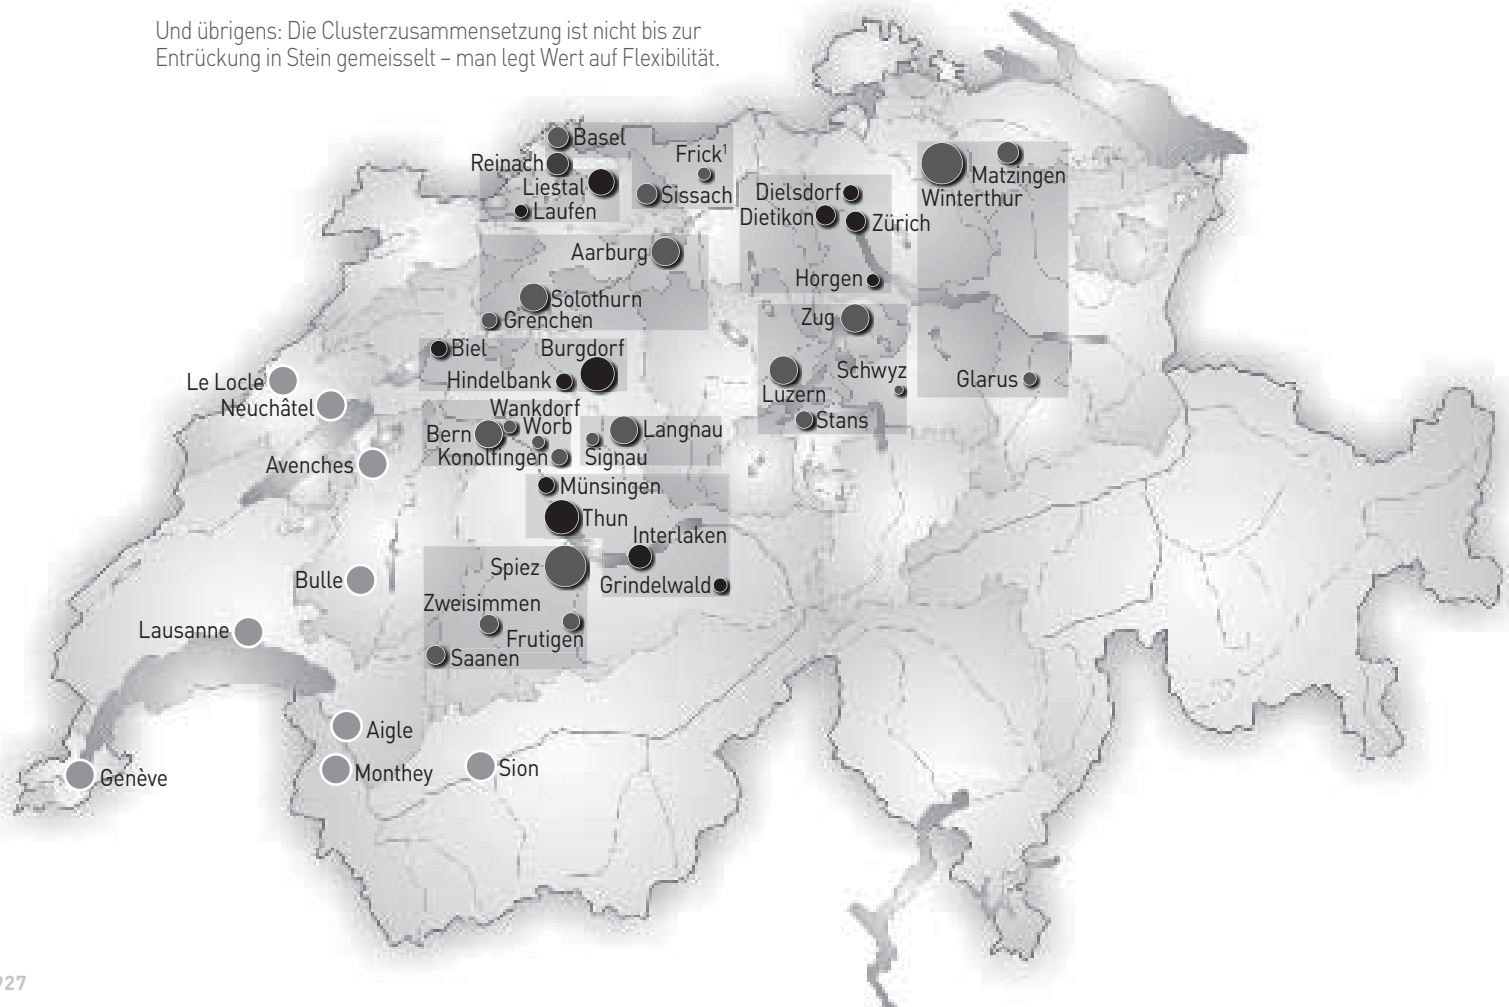 Und übrigens: Die Clusterzusammensetzung ist nicht bis zur
Entrückung in Stein gemeisselt – man legt Wert auf Flexibilität.
Basel
Reinach
Frick¹
Liestal
Sissach
Laufen
Matzingen
Winterthur
Dielsdorf
Dietikon
Zürich
Horgen
Aarburg
Solothurn
Grenchen
Zug
Biel
Burgdorf
Hindelbank
Schwyz
Luzern
Glarus
Stans
Le Locle
Neuchâtel
Wankdorf
Worb
Bern
Konolfingen
Langnau
Signau
Avenches
Münsingen
Thun
Interlaken
Spiez
Grindelwald
Bulle
Zweisimmen
Frutigen
Saanen
Lausanne
Aigle
Monthey
Sion
Genève
927